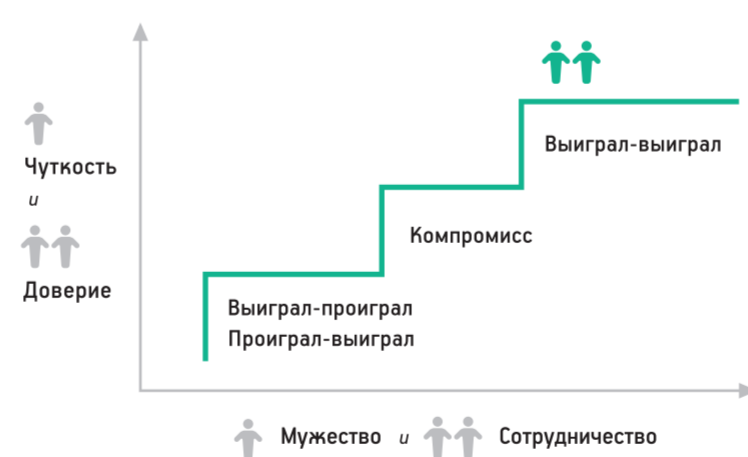 Чуткость
и
Доверие
Выиграл-выиграл
Компромисс
Выиграл-проиграл
Проиграл-выиграл
Мужество и Сотрудничество